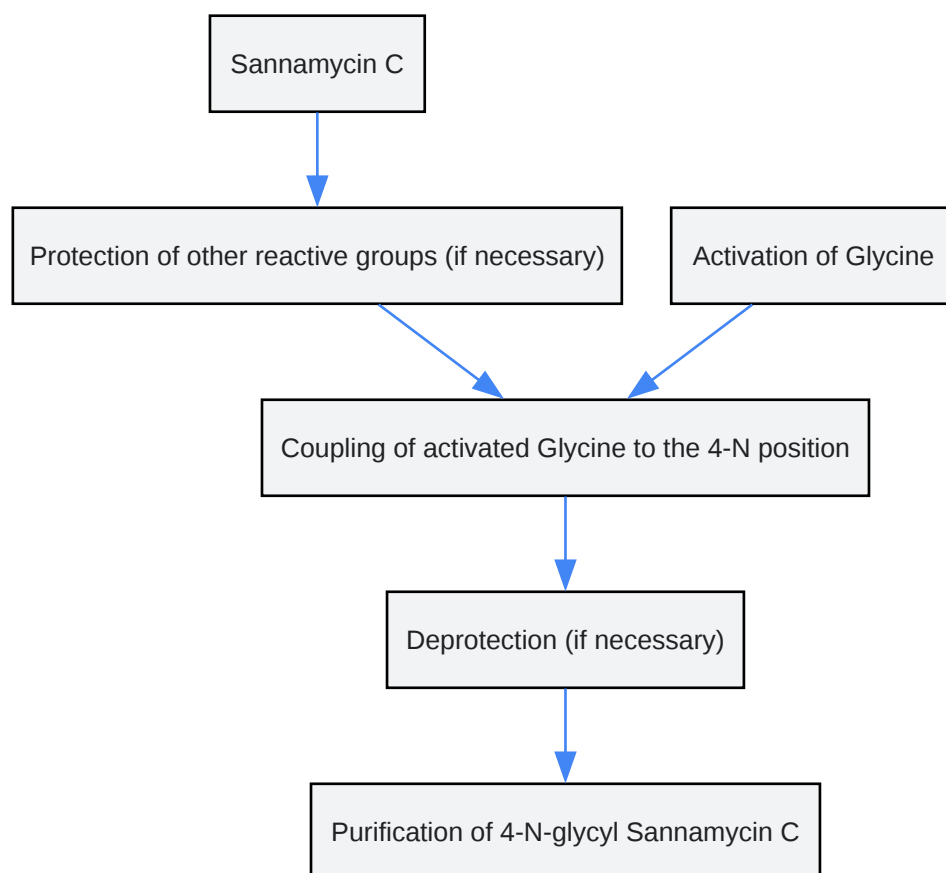 Sannamycin C
Protection of other reactive groups (if necessary)
Activation of Glycine
Coupling of activated Glycine to the 4-N position
Deprotection (if necessary)
Purification of 4-N-glycyl Sannamycin C